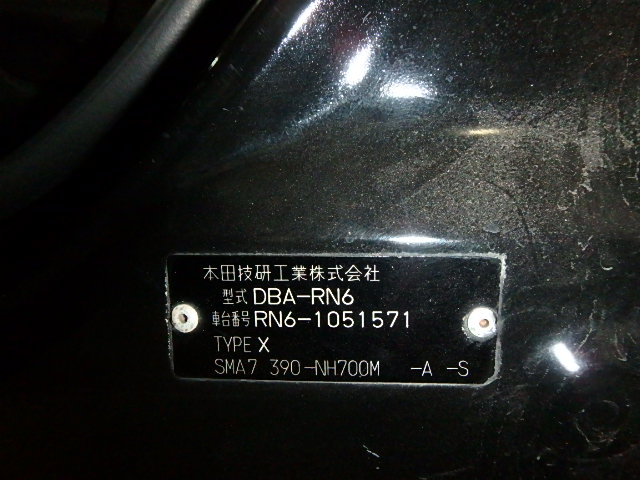 本田技研工業株式会社
型式 DBA-RN6
車台番号 RN6-1051571
TYPE X
SMA7 390-NH700M -A -S